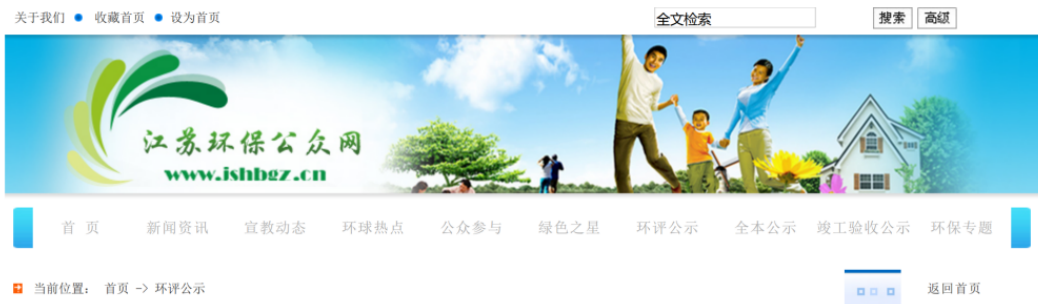 关于我们 收藏首页 设为首页 全文检索 搜索 高级
江苏环保公众网
www.jshbgz.cn
首 页 新闻资讯 宣教动态 环球热点 公众参与 绿色之星 环评公示 全本公示 竣工验收公示 环保专题
当前位置： 首页 -> 环评公示 返回首页